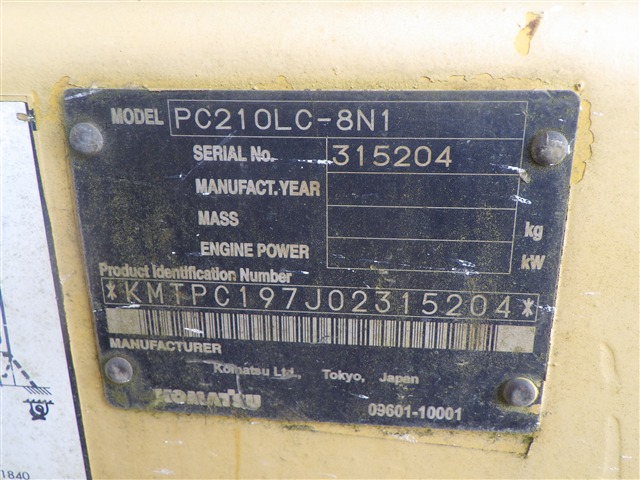 MODEL PC210LC-8N1
SERIAL No. 315204
MANUFACT.YEAR
MASS kg
ENGINE POWER kW
Product Identification Number
*KMTPC197J02315204*
MANUFACTURER
Komatsu Ltd. Tokyo, Japan
KOMATSU 09601-10001
1840